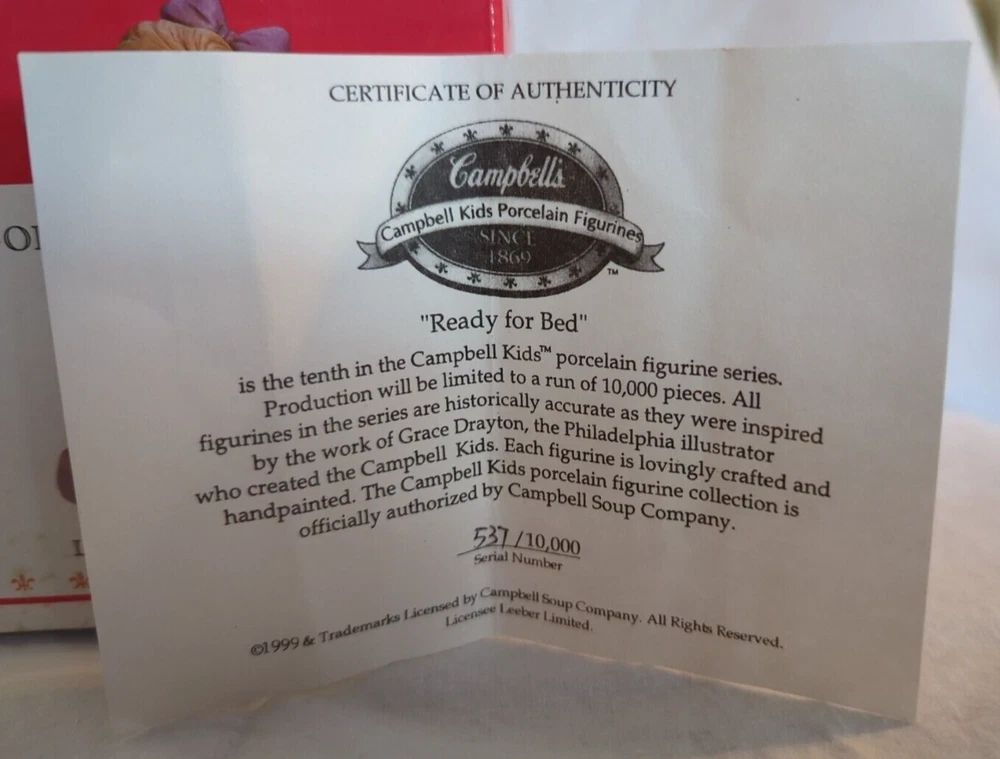 CERTIFICATE OF AUTHENTICITY
Campbell's
Campbell Kids Porcelain Figurines
SINCE
1869
TM
"Ready for Bed"
is the tenth in the Campbell Kids™ porcelain figurine series.
Production will be limited to a run of 10,000 pieces. All
figurines in the series are historically accurate as they were inspired
by the work of Grace Drayton, the Philadelphia illustrator
who created the Campbell Kids. Each figurine is lovingly crafted and
handpainted. The Campbell Kids porcelain figurine collection is
officially authorized by Campbell Soup Company.
537/10,000
Serial Number
©1999 & Trademarks Licensed by Campbell Soup Company. All Rights Reserved.
Licensee Leeber Limited.